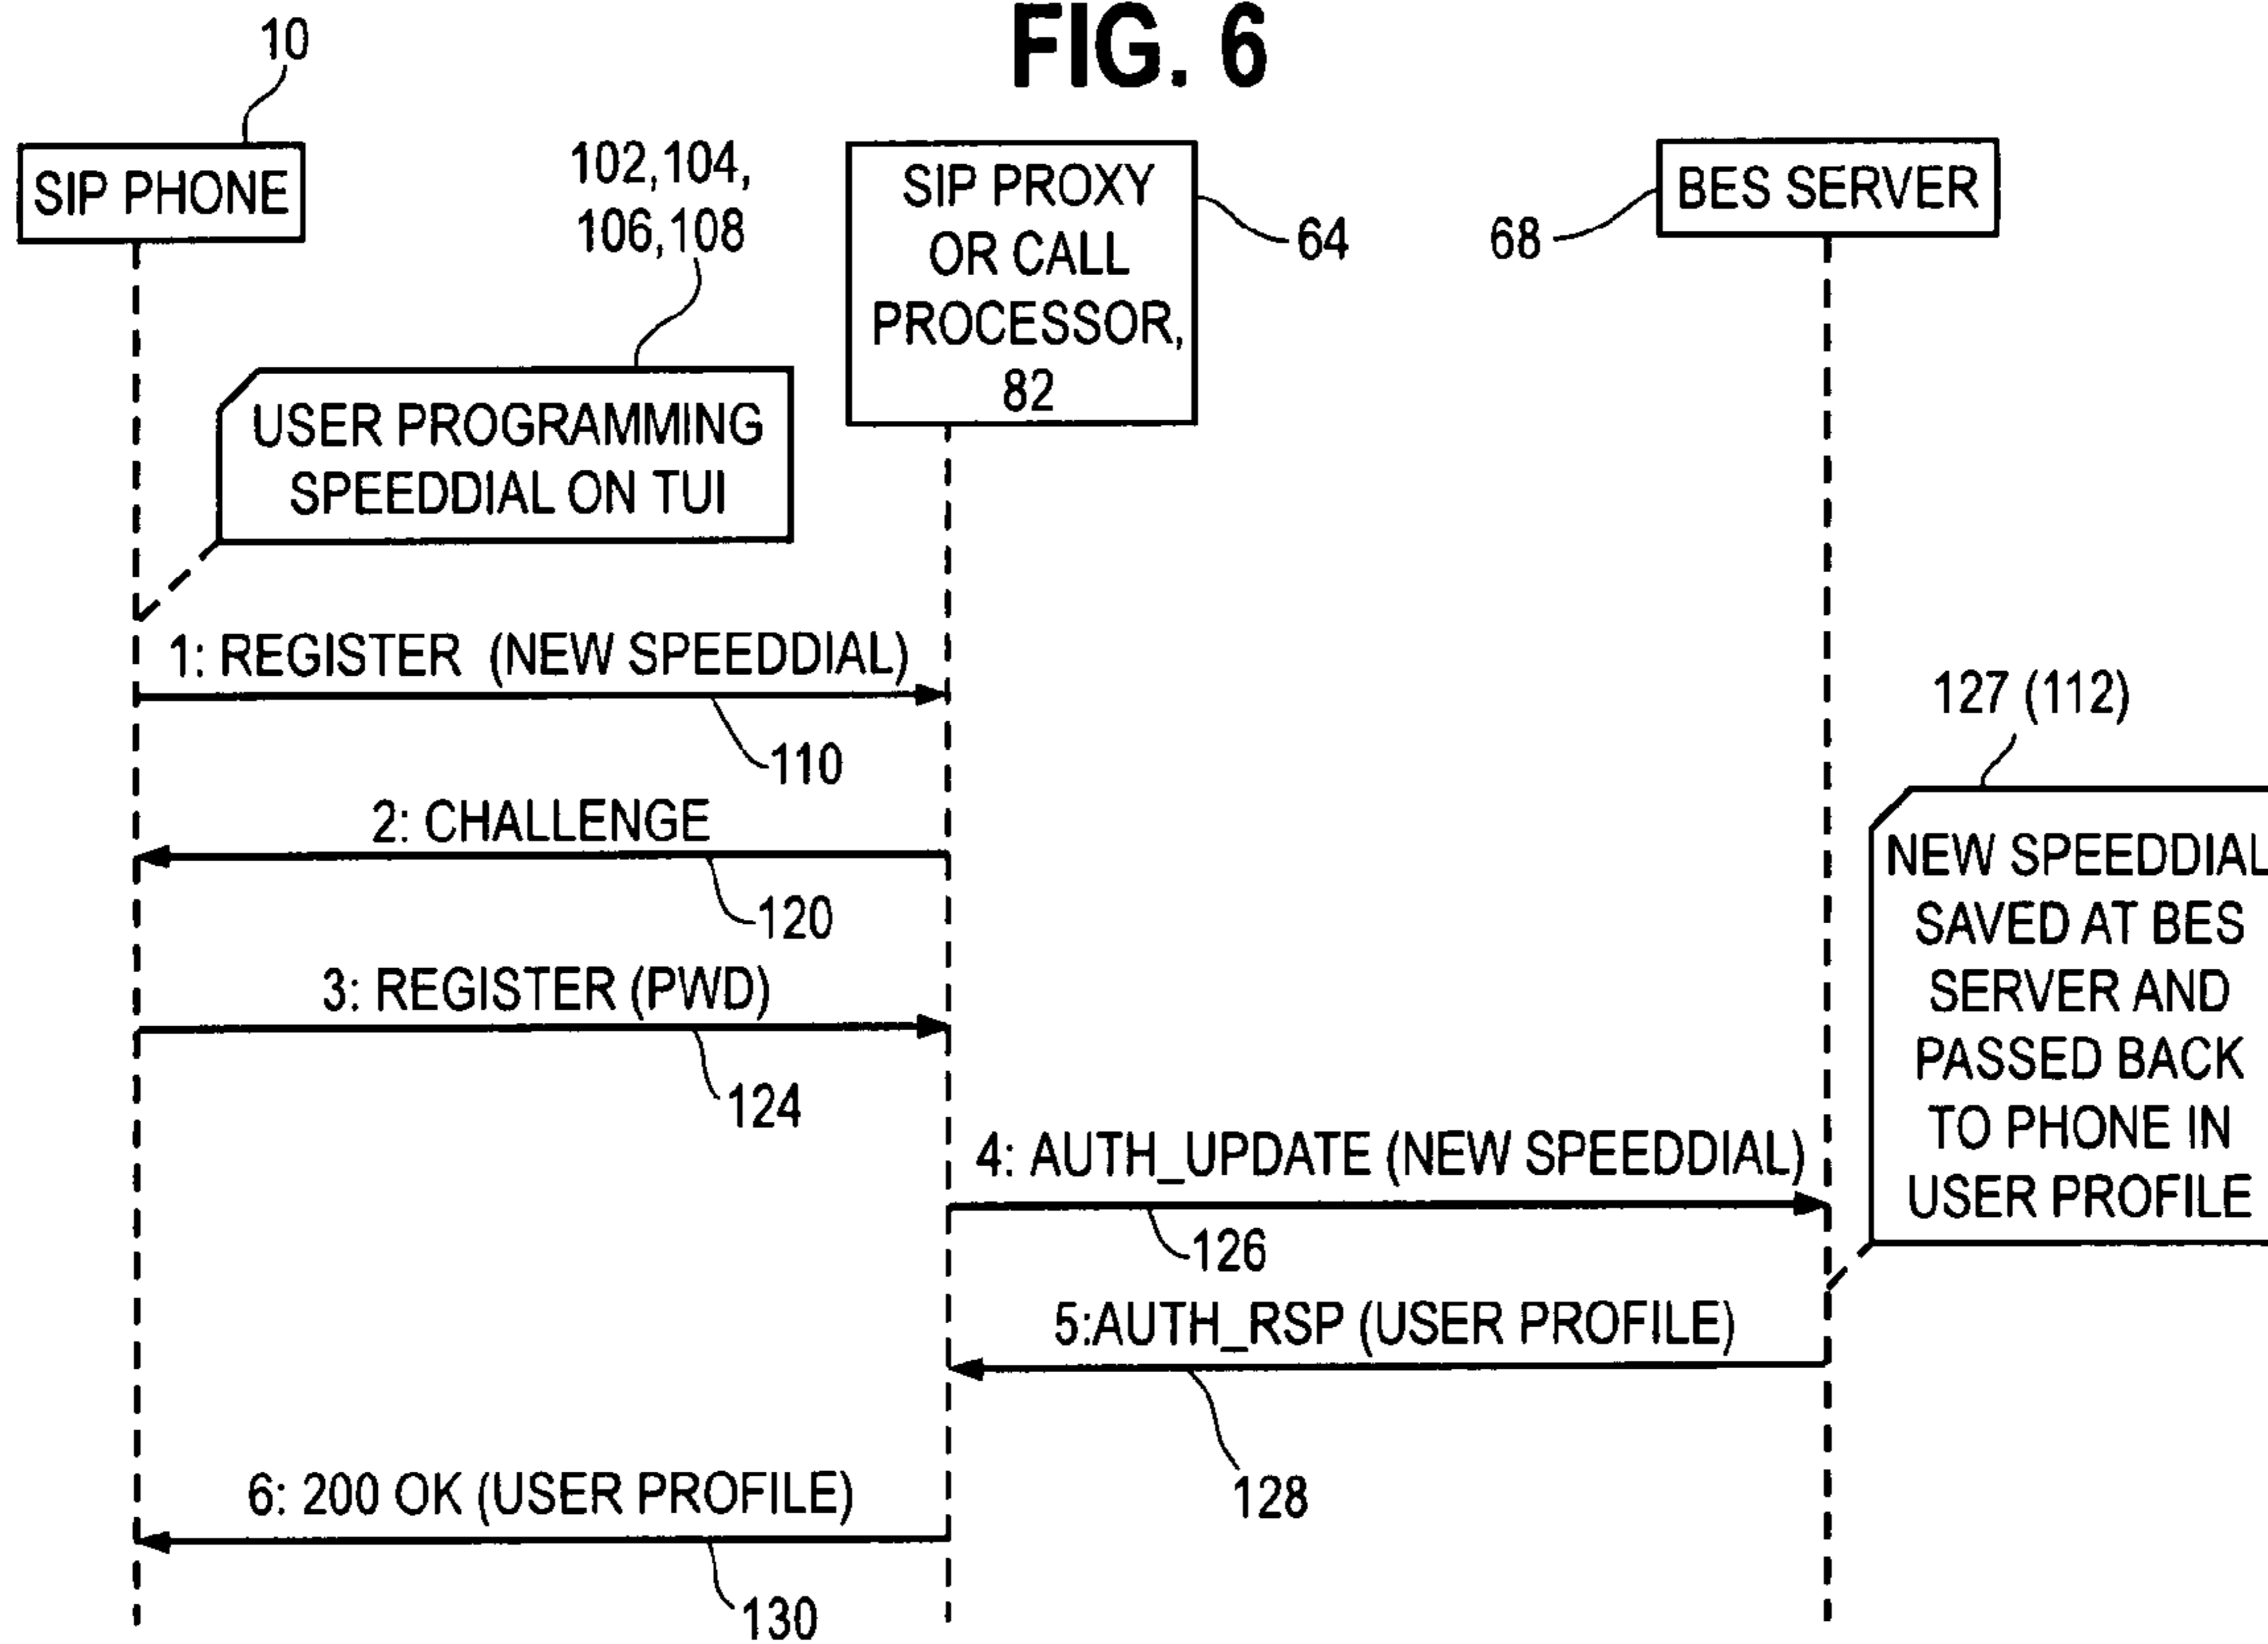 FIG. 6
10
SIP PHONE
102,104,
106,108
SIP PROXY
OR CALL
PROCESSOR,
82
64
68
BES SERVER
USER PROGRAMMING
SPEEDDIAL ON TUI
1: REGISTER (NEW SPEEDDIAL)
110
127 (112)
2: CHALLENGE
120
NEW SPEEDDIAL
SAVED AT BES
SERVER AND
PASSED BACK
TO PHONE IN
USER PROFILE
3: REGISTER (PWD)
124
4: AUTH_UPDATE (NEW SPEEDDIAL)
126
5:AUTH_RSP (USER PROFILE)
128
6: 200 OK (USER PROFILE)
130